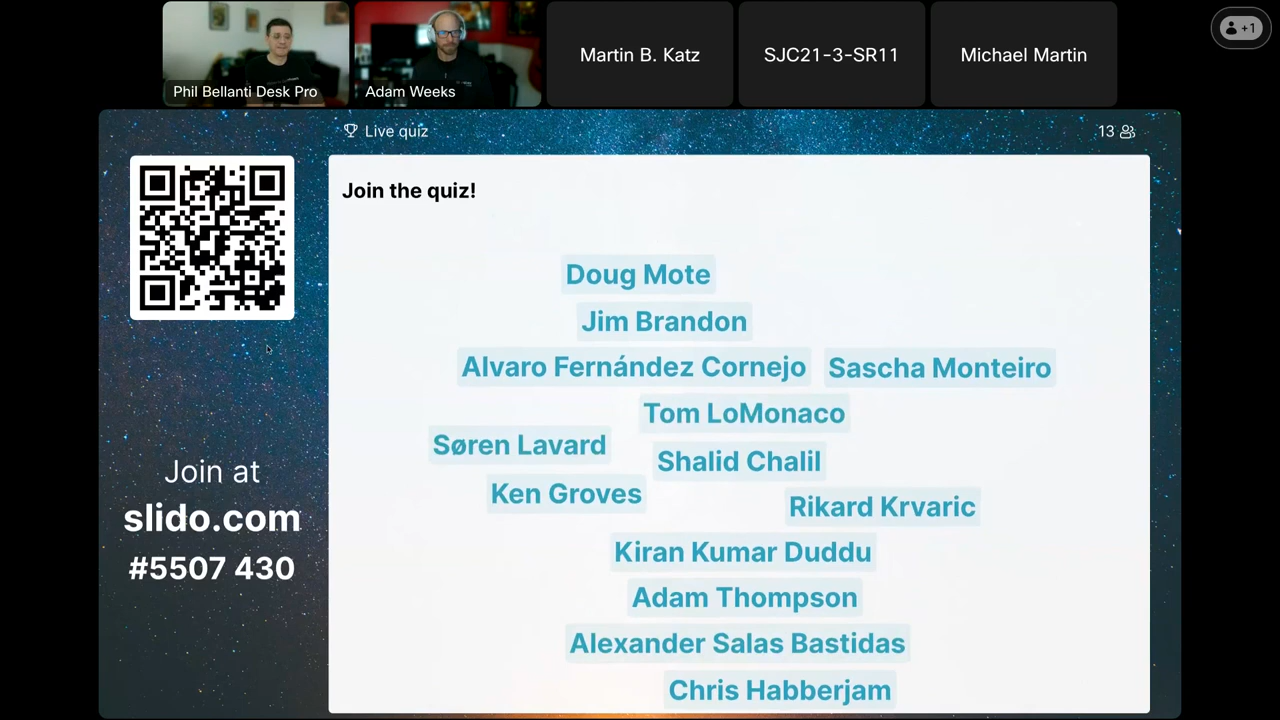 Phil Bellanti Desk Pro
Adam Weeks
Martin B. Katz
SJC21-3-SR11
Michael Martin
+1
Live quiz
13
Join the quiz!
Doug Mote
Jim Brandon
Alvaro Fernández Cornejo
Sascha Monteiro
Tom LoMonaco
Søren Lavard
Shalid Chalil
Ken Groves
Rikard Krvaric
Kiran Kumar Duddu
Adam Thompson
Alexander Salas Bastidas
Chris Habberjam
Join at
slido.com
#5507 430